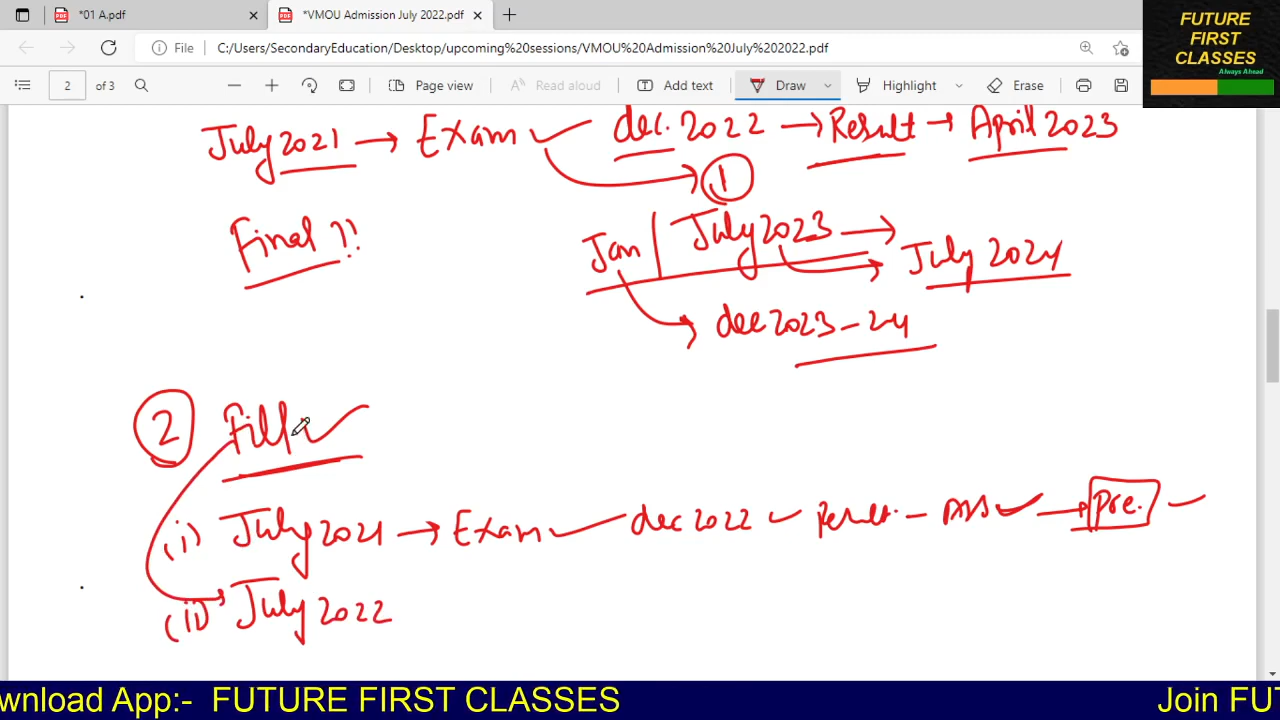 *01 A.pdf
*VMOU Admission July 2022.pdf
File C:/Users/SecondaryEducation/Desktop/upcoming%20sessions/VMOU%20Admission%20July%202022.pdf
2 of 3 Page view Read aloud Add text Draw Highlight Erase
FUTURE
FIRST
CLASSES
Always Ahead
July 2021 → Exam dec. 2022 → Result → April 2023
1
Final ??
Jan | July 2023 → July 2024
dec 2023-24
2
(i) July 2021 → Exam dec 2022 Result - → Pre.
(ii) July 2022
wnload App:- FUTURE FIRST CLASSES Join FUT